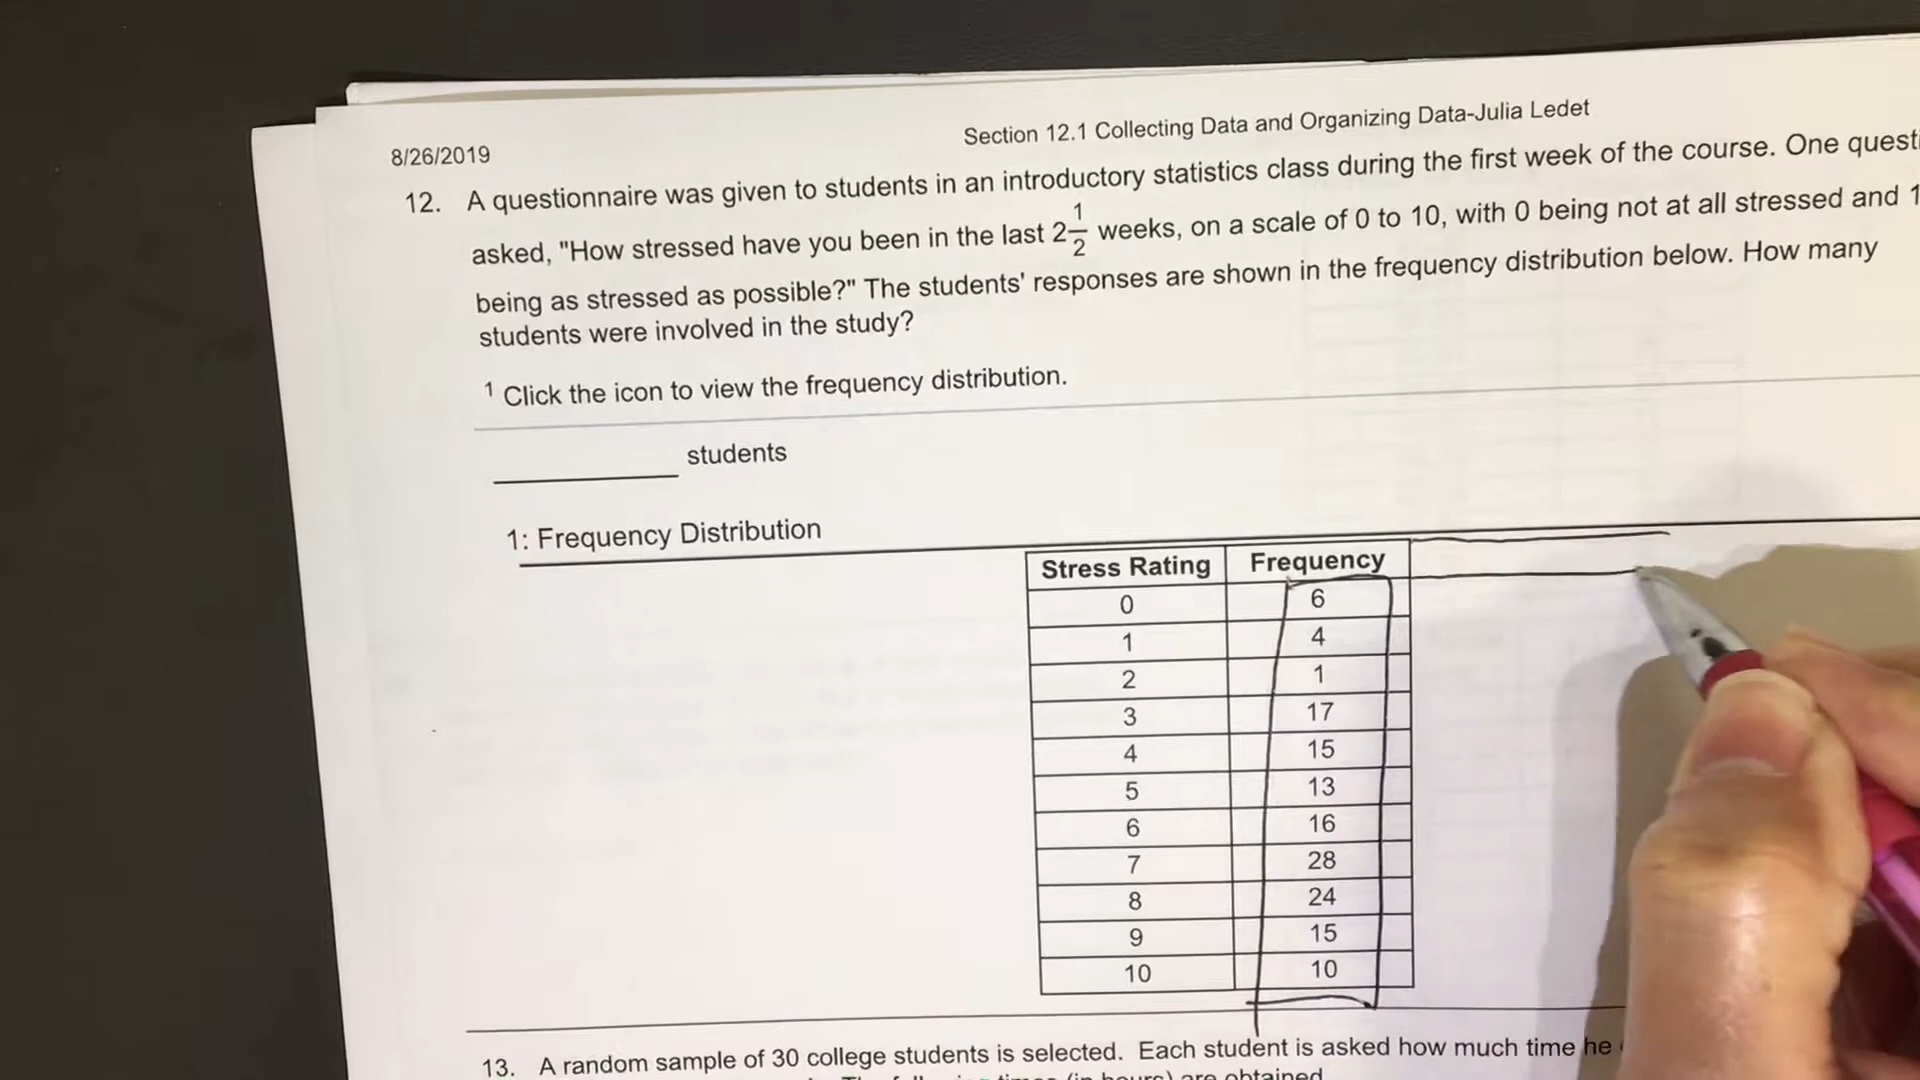 8/26/2019
Section 12.1 Collecting Data and Organizing Data-Julia Ledet
12. A questionnaire was given to students in an introductory statistics class during the first week of the course. One
asked, "How stressed have you been in the last 2 1/2 weeks, on a scale of 0 to 10, with 0 being not at all stressed and
being as stressed as possible?" The students' responses are shown in the frequency distribution below. How many
students were involved in the study?
1 Click the icon to view the frequency distribution.
students
1: Frequency Distribution
Stress Rating Frequency
0 6
1 4
2 1
3 17
4 15
5 13
6 16
7 28
8 24
9 15
10 10
13. A random sample of 30 college students is selected. Each student is asked how much time he
(in hours) are obtained